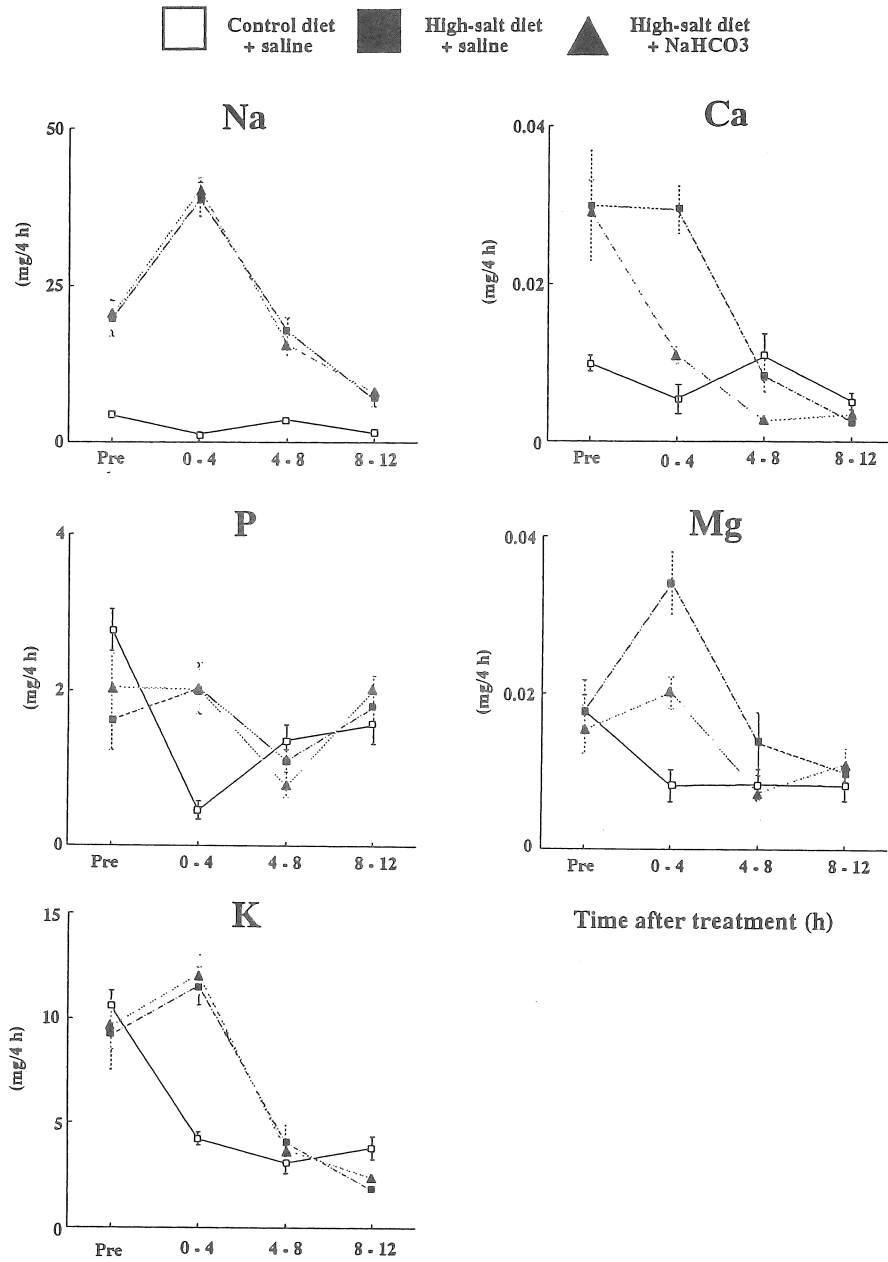 Control diet
+ saline
High-salt diet
+ saline
High-salt diet
+ NaHCO3
Na
50
25
0
(mg/4 h)
Pre 0 - 4 4 - 8 8 - 12
Ca
0.04
0.02
0
(mg/4 h)
Pre 0 - 4 4 - 8 8 - 12
P
4
2
0
(mg/4 h)
Pre 0 - 4 4 - 8 8 - 12
Mg
0.04
0.02
0
(mg/4 h)
Pre 0 - 4 4 - 8 8 - 12
Time after treatment (h)
K
15
10
5
0
(mg/4 h)
Pre 0 - 4 4 - 8 8 - 12